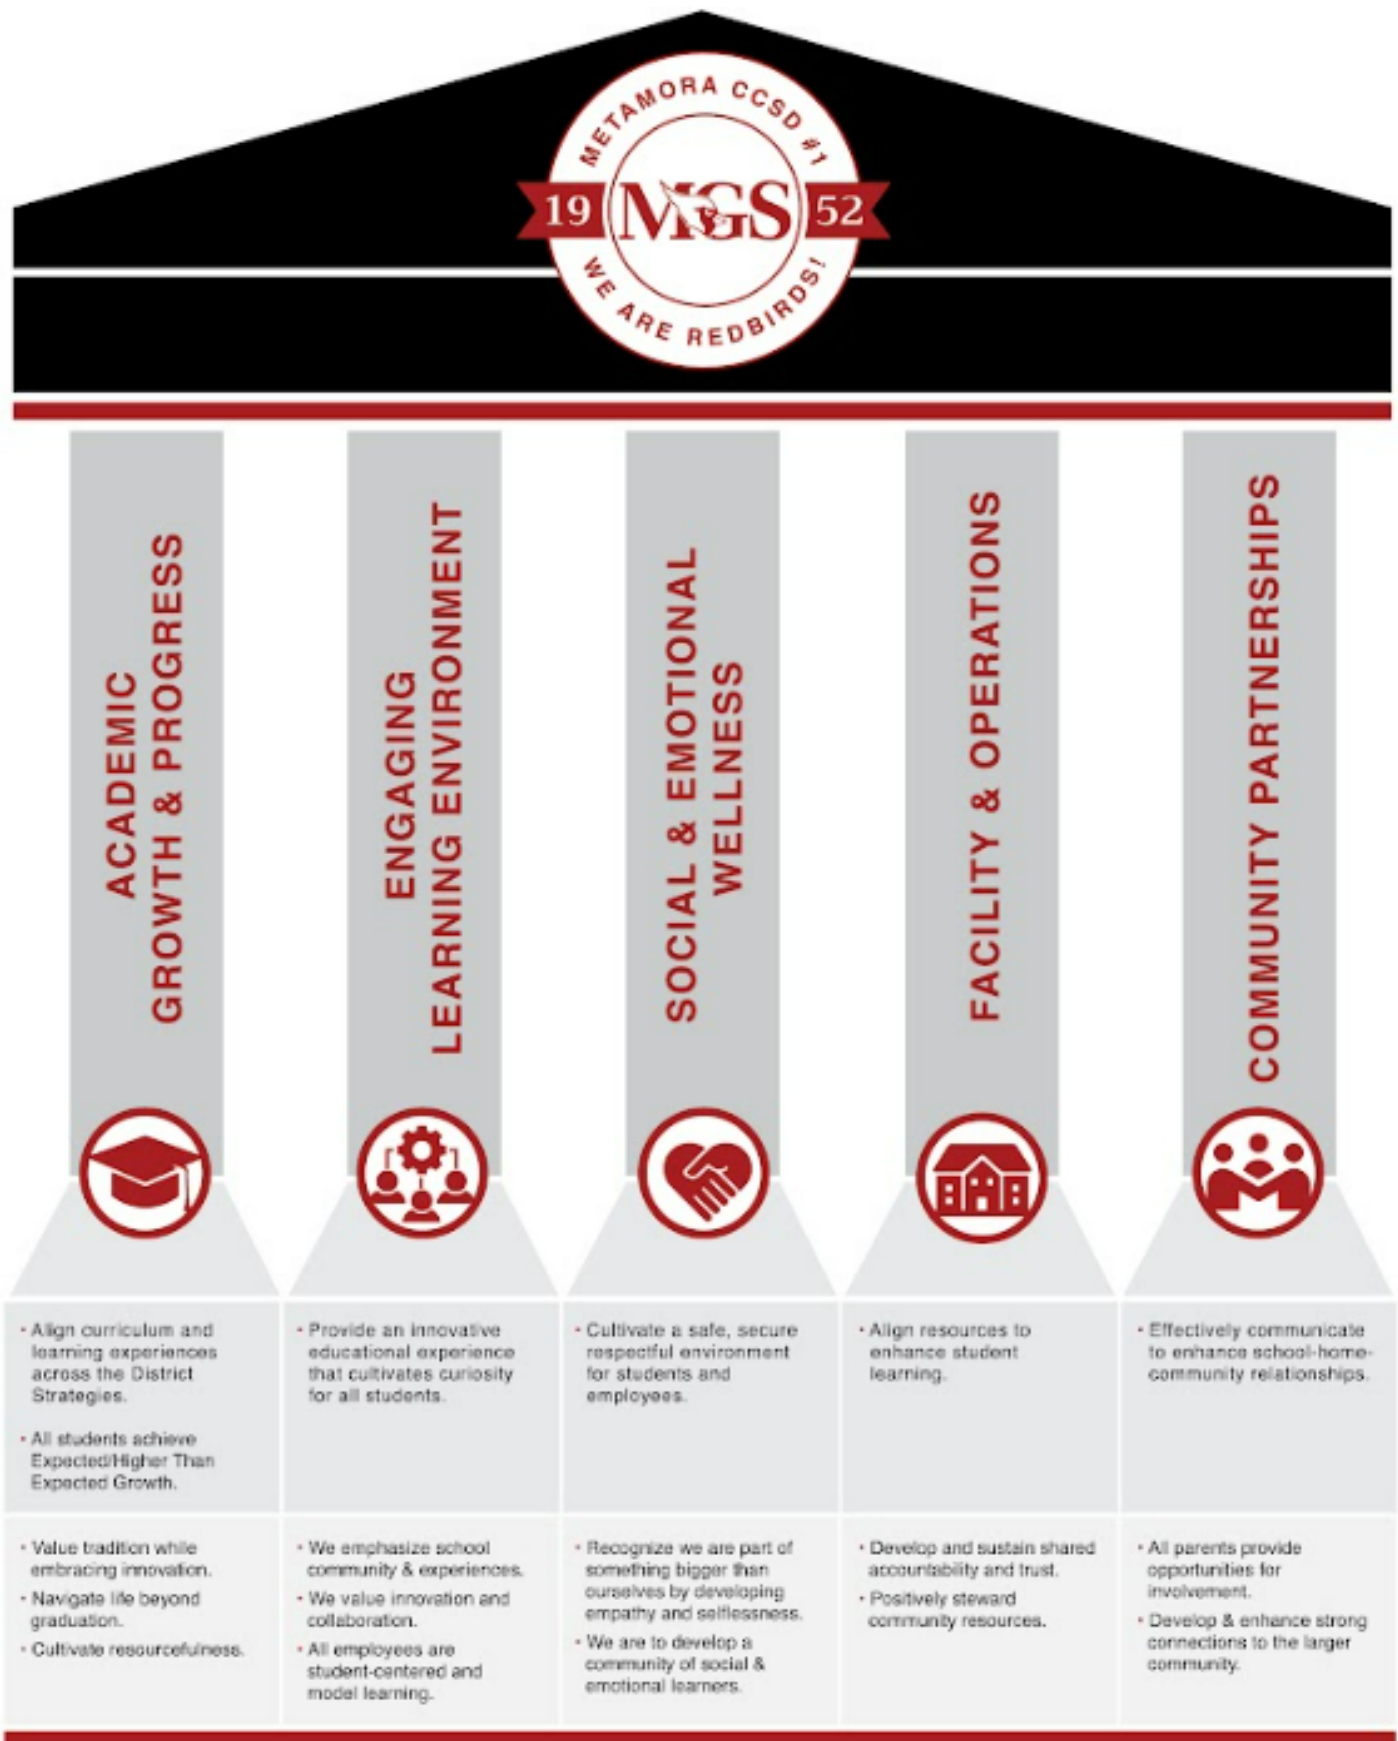 METAMORA CCSD #1
19 MGS 52
WE ARE REDBIRDS!
ACADEMIC
GROWTH & PROGRESS
ENGAGING
LEARNING ENVIRONMENT
SOCIAL & EMOTIONAL
WELLNESS
FACILITY & OPERATIONS
COMMUNITY PARTNERSHIPS
• Align curriculum and
learning experiences
across the District
Strategies.
• All students achieve
Expected/Higher Than
Expected Growth.
• Provide an innovative
educational experience
that cultivates curiosity
for all students.
• Cultivate a safe, secure
respectful environment
for students and
employees.
• Align resources to
enhance student
learning.
• Effectively communicate
to enhance school-home-
community relationships.
• Value tradition while
embracing innovation.
• Navigate life beyond
graduation.
• Cultivate resourcefulness.
• We emphasize school
community & experiences.
• We value innovation and
collaboration.
• All employees are
student-centered and
model learning.
• Recognize we are part of
something bigger than
ourselves by developing
empathy and selflessness.
• We are to develop a
community of social &
emotional learners.
• Develop and sustain shared
accountability and trust.
• Positively steward
community resources.
• All parents provide
opportunities for
involvement.
• Develop & enhance strong
connections to the larger
community.